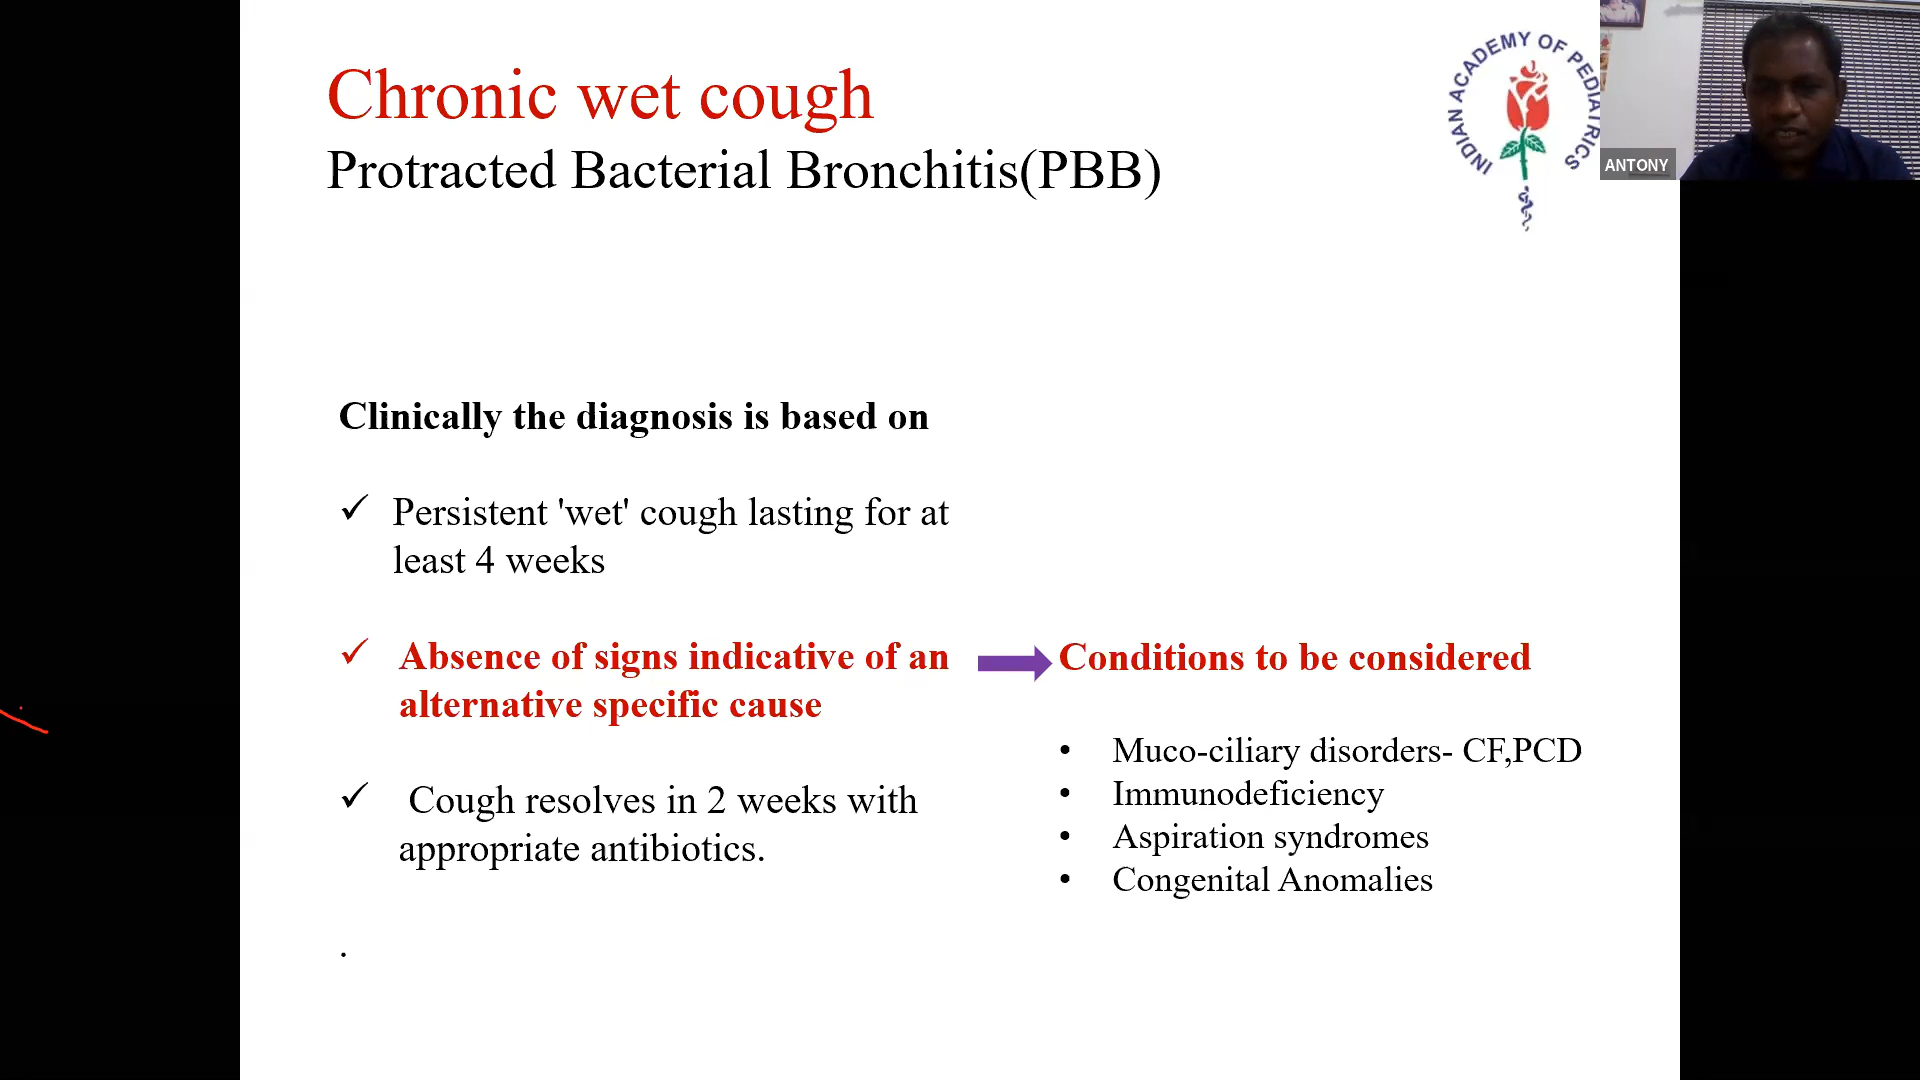 Chronic wet cough
Protracted Bacterial Bronchitis(PBB)
INDIAN ACADEMY OF PEDIATRICS
ANTONY
Clinically the diagnosis is based on
✓ Persistent 'wet' cough lasting for at
least 4 weeks
✓ Absence of signs indicative of an
alternative specific cause
✓ Cough resolves in 2 weeks with
appropriate antibiotics.
.
Conditions to be considered
• Muco-ciliary disorders- CF,PCD
• Immunodeficiency
• Aspiration syndromes
• Congenital Anomalies